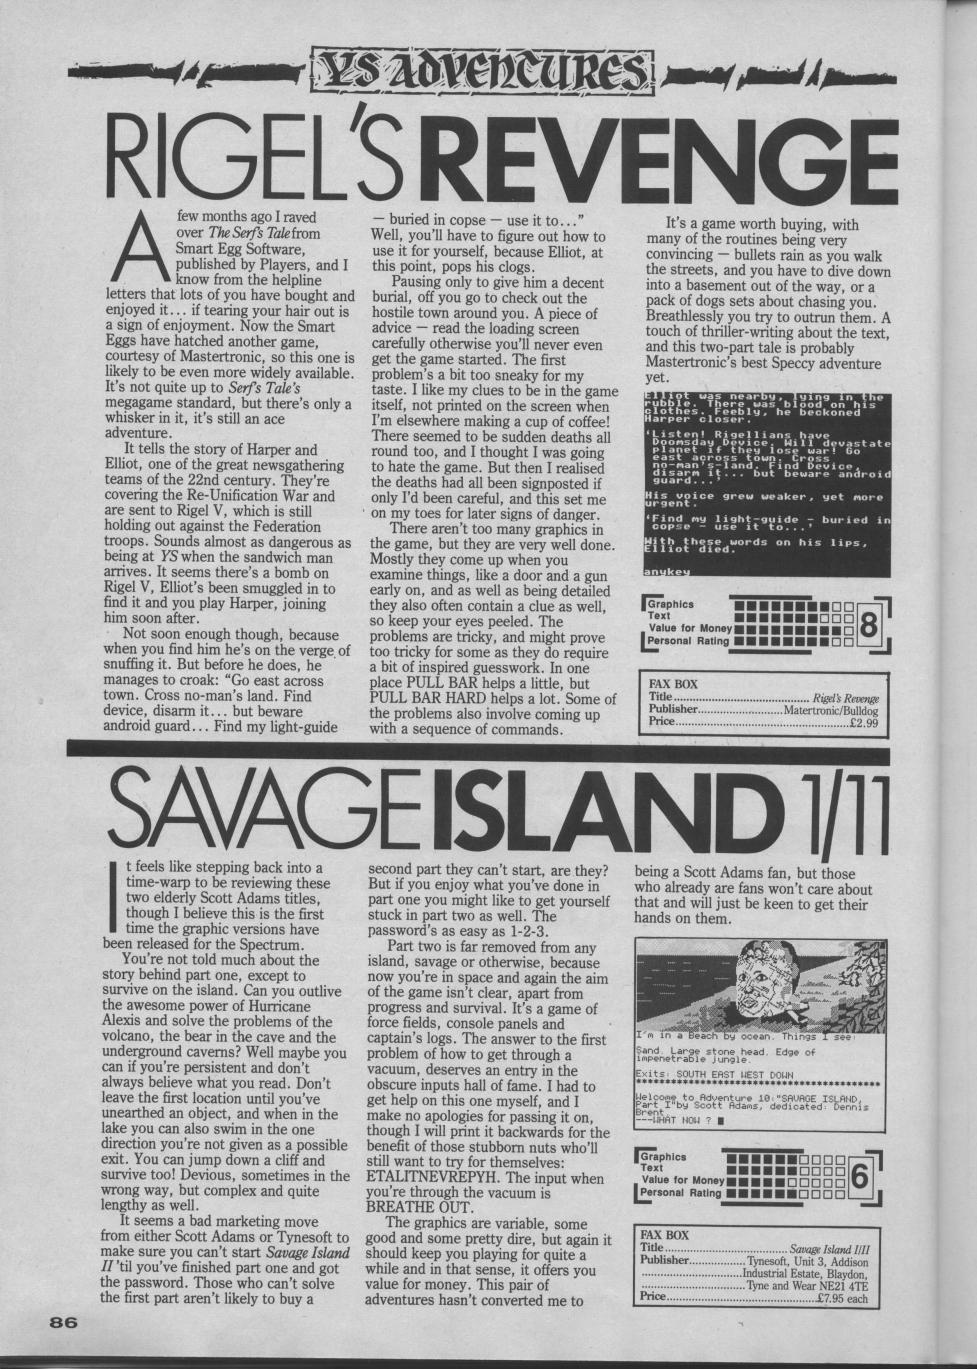 YS ADVENTURES
RIGEL'S REVENGE
A few months ago I raved
over The Serf's Tale from
Smart Egg Software,
published by Players, and I
know from the helpline
letters that lots of you have bought and
enjoyed it... if tearing your hair out is
a sign of enjoyment. Now the Smart
Eggs have hatched another game,
courtesy of Mastertronic, so this one is
likely to be even more widely available.
It's not quite up to Serf's Tale's
megagame standard, but there's only a
whisker in it, it's still an ace
adventure.
It tells the story of Harper and
Elliot, one of the great newsgathering
teams of the 22nd century. They're
covering the Re-Unification War and
are sent to Rigel V, which is still
holding out against the Federation
troops. Sounds almost as dangerous as
being at YS when the sandwich man
arrives. It seems there's a bomb on
Rigel V, Elliot's been smuggled in to
find it and you play Harper, joining
him soon after.
Not soon enough though, because
when you find him he's on the verge of
snuffing it. But before he does, he
manages to croak: "Go east across
town. Cross no-man's land. Find
device, disarm it... but beware
android guard... Find my light-guide
— buried in copse — use it to..."
Well, you'll have to figure out how to
use it for yourself, because Elliot, at
this point, pops his clogs.
Pausing only to give him a decent
burial, off you go to check out the
hostile town around you. A piece of
advice — read the loading screen
carefully otherwise you'll never even
get the game started. The first
problem's a bit too sneaky for my
taste. I like my clues to be in the game
itself, not printed on the screen when
I'm elsewhere making a cup of coffee!
There seemed to be sudden deaths all
round too, and I thought I was going
to hate the game. But then I realised
the deaths had all been signposted if
only I'd been careful, and this set me
on my toes for later signs of danger.
There aren't too many graphics in
the game, but they are very well done.
Mostly they come up when you
examine things, like a door and a gun
early on, and as well as being detailed
they also often contain a clue as well,
so keep your eyes peeled. The
problems are tricky, and might prove
too tricky for some as they do require
a bit of inspired guesswork. In one
place PULL BAR helps a little, but
PULL BAR HARD helps a lot. Some of
the problems also involve coming up
with a sequence of commands.
It's a game worth buying, with
many of the routines being very
convincing — bullets rain as you walk
the streets, and you have to dive down
into a basement out of the way, or a
pack of dogs sets about chasing you.
Breathlessly you try to outrun them. A
touch of thriller-writing about the text,
and this two-part tale is probably
Mastertronic's best Speccy adventure
yet.
Elliot was nearby, lying in the
rubble. There was blood on his
clothes. Feebly, he beckoned
Harper closer.
'Listen! Rigellians have
Doomsday Device. Will devastate
planet if they lose war! Go
east across town. Cross
no-man's-land. Find Device,
disarm it... but beware android
guard...'
His voice grew weaker, yet more
urgent.
'Find my light-guide - buried in
copse - use it to...'
With these words on his lips,
Elliot died.
anykey
Graphics
Text
Value for Money
Personal Rating
8
FAX BOX
Title.......................................... Rigel's Revenge
Publisher..........................Matertronic/Bulldog
Price.....................................................£2.99
SAVAGE ISLAND 1/11
It feels like stepping back into a
time-warp to be reviewing these
two elderly Scott Adams titles,
though I believe this is the first
time the graphic versions have
been released for the Spectrum.
You're not told much about the
story behind part one, except to
survive on the island. Can you outlive
the awesome power of Hurricane
Alexis and solve the problems of the
volcano, the bear in the cave and the
underground caverns? Well maybe you
can if you're persistent and don't
always believe what you read. Don't
leave the first location until you've
unearthed an object, and when in the
lake you can also swim in the one
direction you're not given as a possible
exit. You can jump down a cliff and
survive too! Devious, sometimes in the
wrong way, but complex and quite
lengthy as well.
It seems a bad marketing move
from either Scott Adams or Tynesoft to
make sure you can't start Savage Island
II 'til you've finished part one and got
the password. Those who can't solve
the first part aren't likely to buy a
second part they can't start, are they?
But if you enjoy what you've done in
part one you might like to get yourself
stuck in part two as well. The
password's as easy as 1-2-3.
Part two is far removed from any
island, savage or otherwise, because
now you're in space and again the aim
of the game isn't clear, apart from
progress and survival. It's a game of
force fields, console panels and
captain's logs. The answer to the first
problem of how to get through a
vacuum, deserves an entry in the
obscure inputs hall of fame. I had to
get help on this one myself, and I
make no apologies for passing it on,
though I will print it backwards for the
benefit of those stubborn nuts who'll
still want to try for themselves:
ETALITNEVREPYH. The input when
you're through the vacuum is
BREATHE OUT.
The graphics are variable, some
good and some pretty dire, but again it
should keep you playing for quite a
while and in that sense, it offers you
value for money. This pair of
adventures hasn't converted me to
being a Scott Adams fan, but those
who already are fans won't care about
that and will just be keen to get their
hands on them.
I'm in a Beach by ocean. Things I see:
Sand. Large stone head. Edge of
impenetrable jungle.
Exits: SOUTH EAST WEST DOWN
****************************************
Welcome to Adventure 10:"SAVAGE ISLAND,
Part I"by Scott Adams, dedicated: Dennis
Brent
---WHAT NOW ?
Graphics
Text
Value for Money
Personal Rating
6
FAX BOX
Title...................................... Savage Island I/II
Publisher.................Tynesoft, Unit 3, Addison
...............................Industrial Estate, Blaydon,
................................Tyne and Wear NE21 4TE
Price..............................................£7.95 each
86